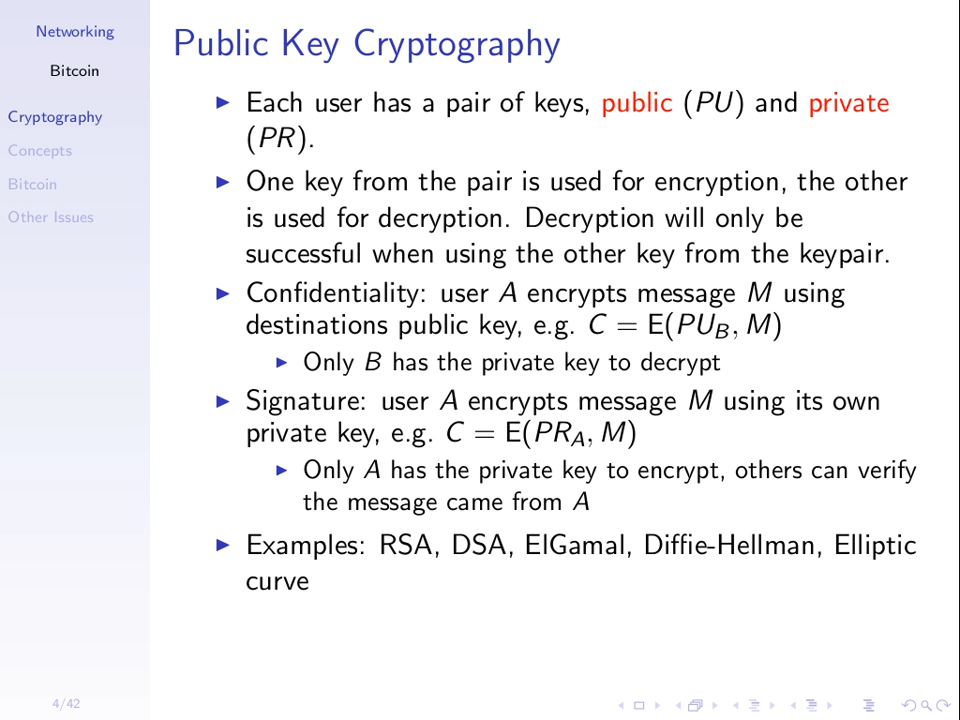 Networking
Bitcoin
Cryptography
Concepts
Bitcoin
Other Issues
Public Key Cryptography
Each user has a pair of keys, public (PU) and private
(PR).
One key from the pair is used for encryption, the other
is used for decryption. Decryption will only be
successful when using the other key from the keypair.
Confidentiality: user A encrypts message M using
destinations public key, e.g. C = E(PU_B, M)
Only B has the private key to decrypt
Signature: user A encrypts message M using its own
private key, e.g. C = E(PR_A, M)
Only A has the private key to encrypt, others can verify
the message came from A
Examples: RSA, DSA, ElGamal, Diffie-Hellman, Elliptic
curve
4/42